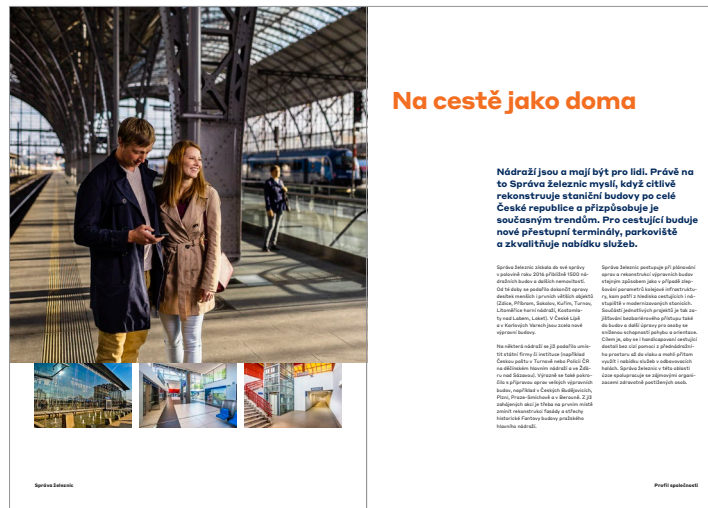 Na cestě jako doma
Nádraží jsou a mají být pro lidi. Právě na
to Správa železnic myslí, když citlivě
rekonstruuje staniční budovy po celé
České republice a přizpůsobuje je
současným trendům. Pro cestující buduje
nové přestupní terminály, parkoviště
a zkvalitňuje nabídku služeb.
Správa železnic získala do své správy
v polovině roku 2016 přibližně 1500 ná-
dražních budov a dalších nemovitostí.
Od té doby se podařilo dokončit opravy
desítek menších i prvních větších objektů
(Zdice, Příbram, Sokolov, Kuřim, Turnov,
Litoměřice horní nádraží, Kostomla-
ty nad Labem, Loket). V České Lípě
a v Karlových Varech jsou zcela nové
výpravní budovy.
Na některá nádraží se již podařilo umís-
tit státní firmy či instituce (například
Českou poštu v Turnově nebo Policii ČR
na děčínském hlavním nádraží a ve Žďá-
ru nad Sázavou). Výrazně se také pokro-
čilo s přípravou oprav velkých výpravních
budov, například v Českých Budějovicích,
Plzni, Praze-Smíchově a v Berouně. Z již
zahájených akcí je třeba na prvním místě
zmínit rekonstrukci fasády a střechy
historické Fantovy budovy pražského
hlavního nádraží.
Správa železnic postupuje při plánování
oprav a rekonstrukcí výpravních budov
stejným způsobem jako v případě zlep-
šování parametrů kolejové infrastruktu-
ry, kam patří z hlediska cestujících i ná-
stupiště v modernizovaných stanicích.
Součástí jednotlivých projektů je tak za-
jišťování bezbariérového přístupu také
do budov a další úpravy pro osoby se
sníženou schopností pohybu a orientace.
Cílem je, aby se i handicapovaní cestující
dostali bez cizí pomoci z přednádražní-
ho prostoru až do vlaku a mohli přitom
využít i nabídku služeb v odbavovacích
halách. Správa železnic v této oblasti
úzce spolupracuje se zájmovými organi-
zacemi zdravotně postižených osob.
Správa železnic
Profil společnosti